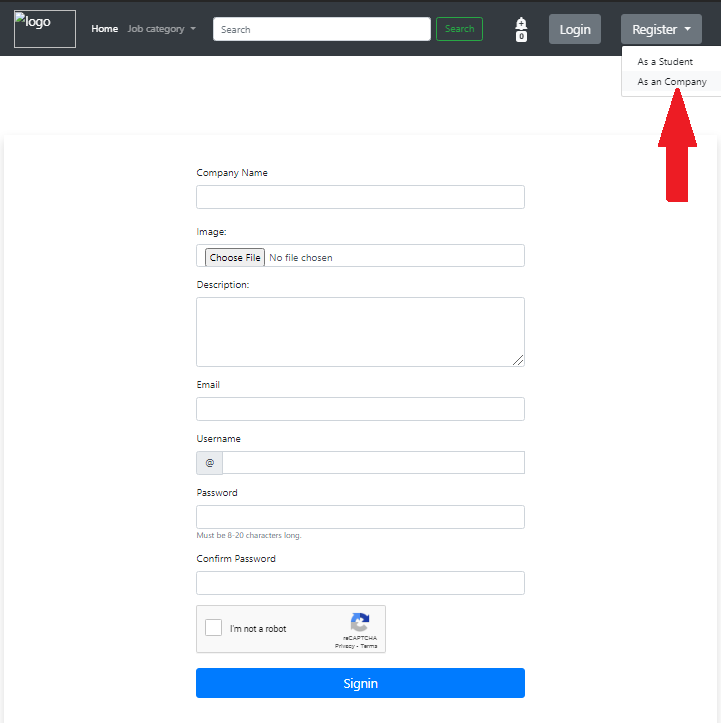 logo Home Job category Search Search + 0 Login Register
As a Student
As an Company
Company Name
Image:
Choose File No file chosen
Description:
Email
Username
@
Password
Must be 8-20 characters long.
Confirm Password
I'm not a robot
reCAPTCHA
Privacy - Terms
Signin